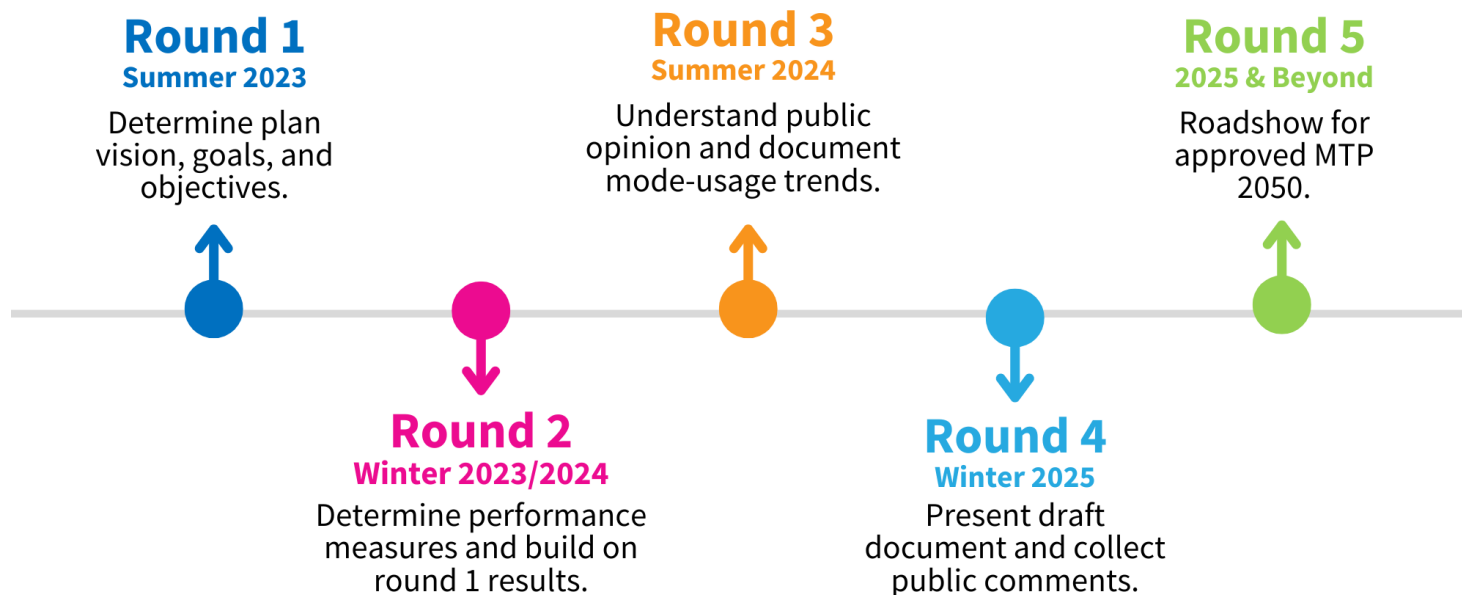 Round 1
Summer 2023
Determine plan
vision, goals, and
objectives.
Round 2
Winter 2023/2024
Determine performance
measures and build on
round 1 results.
Round 3
Summer 2024
Understand public
opinion and document
mode-usage trends.
Round 4
Winter 2025
Present draft
document and collect
public comments.
Round 5
2025 & Beyond
Roadshow for
approved MTP
2050.